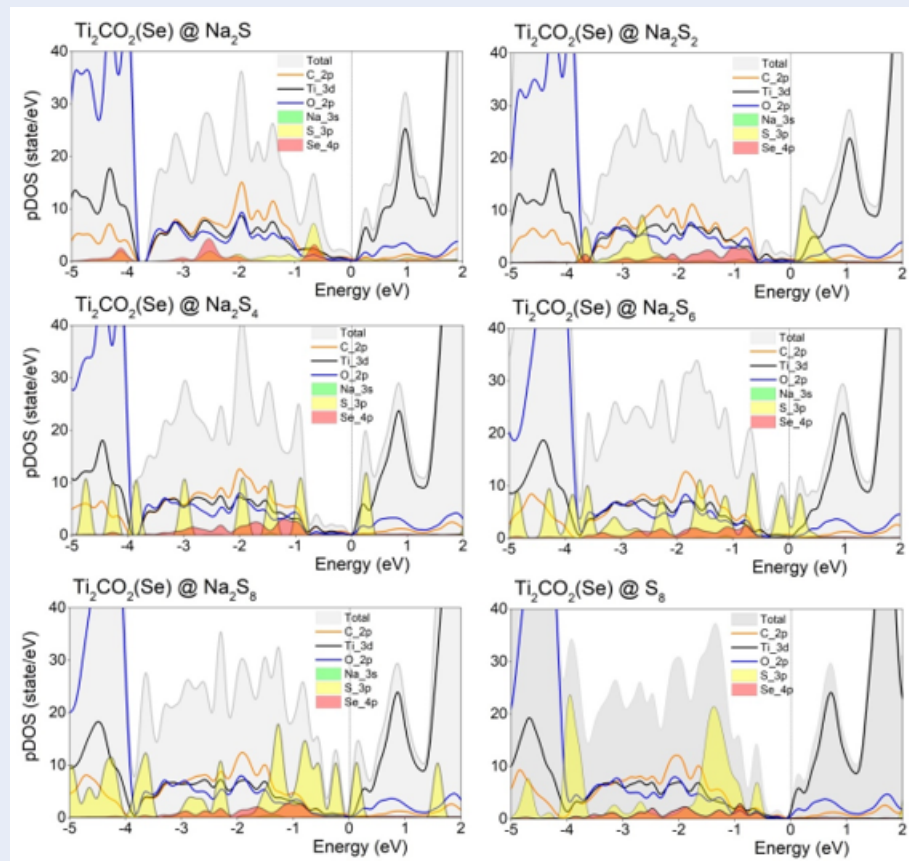 Ti₂CO₂(Se) @ Na₂S
pDOS (state/eV)
40
30
20
10
0
-5 -4 -3 -2 -1 0 1 2
Energy (eV)
Total
C_2p
Ti_3d
O_2p
Na_3s
S_3p
Se_4p
Ti₂CO₂(Se) @ Na₂S₂
40
30
20
10
0
-5 -4 -3 -2 -1 0 1 2
Energy (eV)
Total
C_2p
Ti_3d
O_2p
Na_3s
S_3p
Se_4p
Ti₂CO₂(Se) @ Na₂S₄
pDOS (state/eV)
40
30
20
10
0
-5 -4 -3 -2 -1 0 1 2
Energy (eV)
Total
C_2p
Ti_3d
O_2p
Na_3s
S_3p
Se_4p
Ti₂CO₂(Se) @ Na₂S₆
40
30
20
10
0
-5 -4 -3 -2 -1 0 1 2
Energy (eV)
Total
C_2p
Ti_3d
O_2p
Na_3s
S_3p
Se_4p
Ti₂CO₂(Se) @ Na₂S₈
pDOS (state/eV)
40
30
20
10
0
-5 -4 -3 -2 -1 0 1 2
Energy (eV)
Total
C_2p
Ti_3d
O_2p
Na_3s
S_3p
Se_4p
Ti₂CO₂(Se) @ S₈
40
30
20
10
0
-5 -4 -3 -2 -1 0 1 2
Energy (eV)
Total
C_2p
Ti_3d
O_2p
S_3p
Se_4p